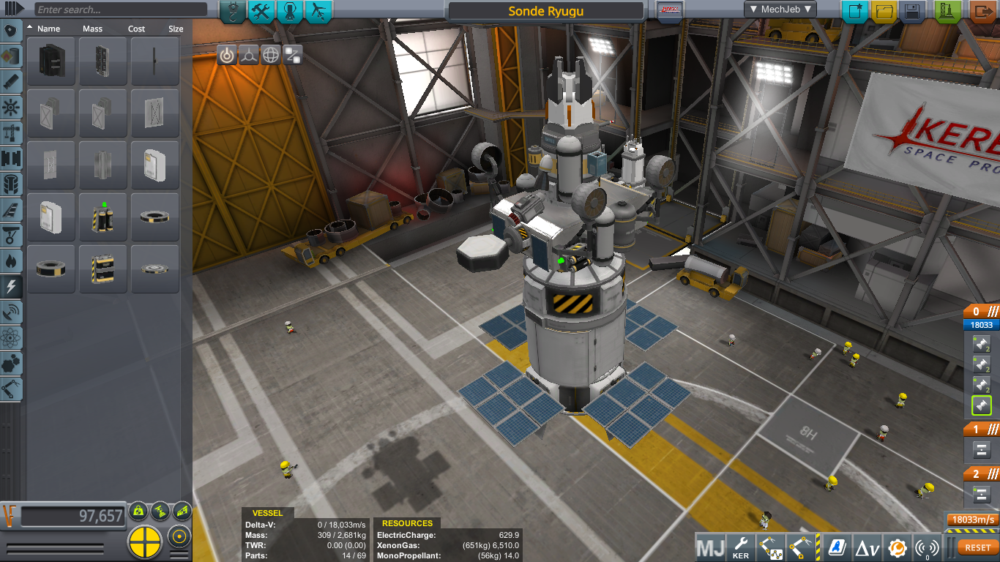 Enter search...
Sonde Ryugu
▼ MechJeb ▼
Name Mass Cost Size
KERB
SPACE PRO
8H
0
18033
2
2
2
1
2
18033m/s
RESET
97,657
VESSEL
Delta-V: 0 / 18,033m/s
Mass: 309 / 2,681kg
TWR: 0.00 (0.00)
Parts: 14 / 69
RESOURCES
ElectricCharge: 629.9
XenonGas: (651kg) 6,510.0
MonoPropellant: (56kg) 14.0
MJ
KER
Δv